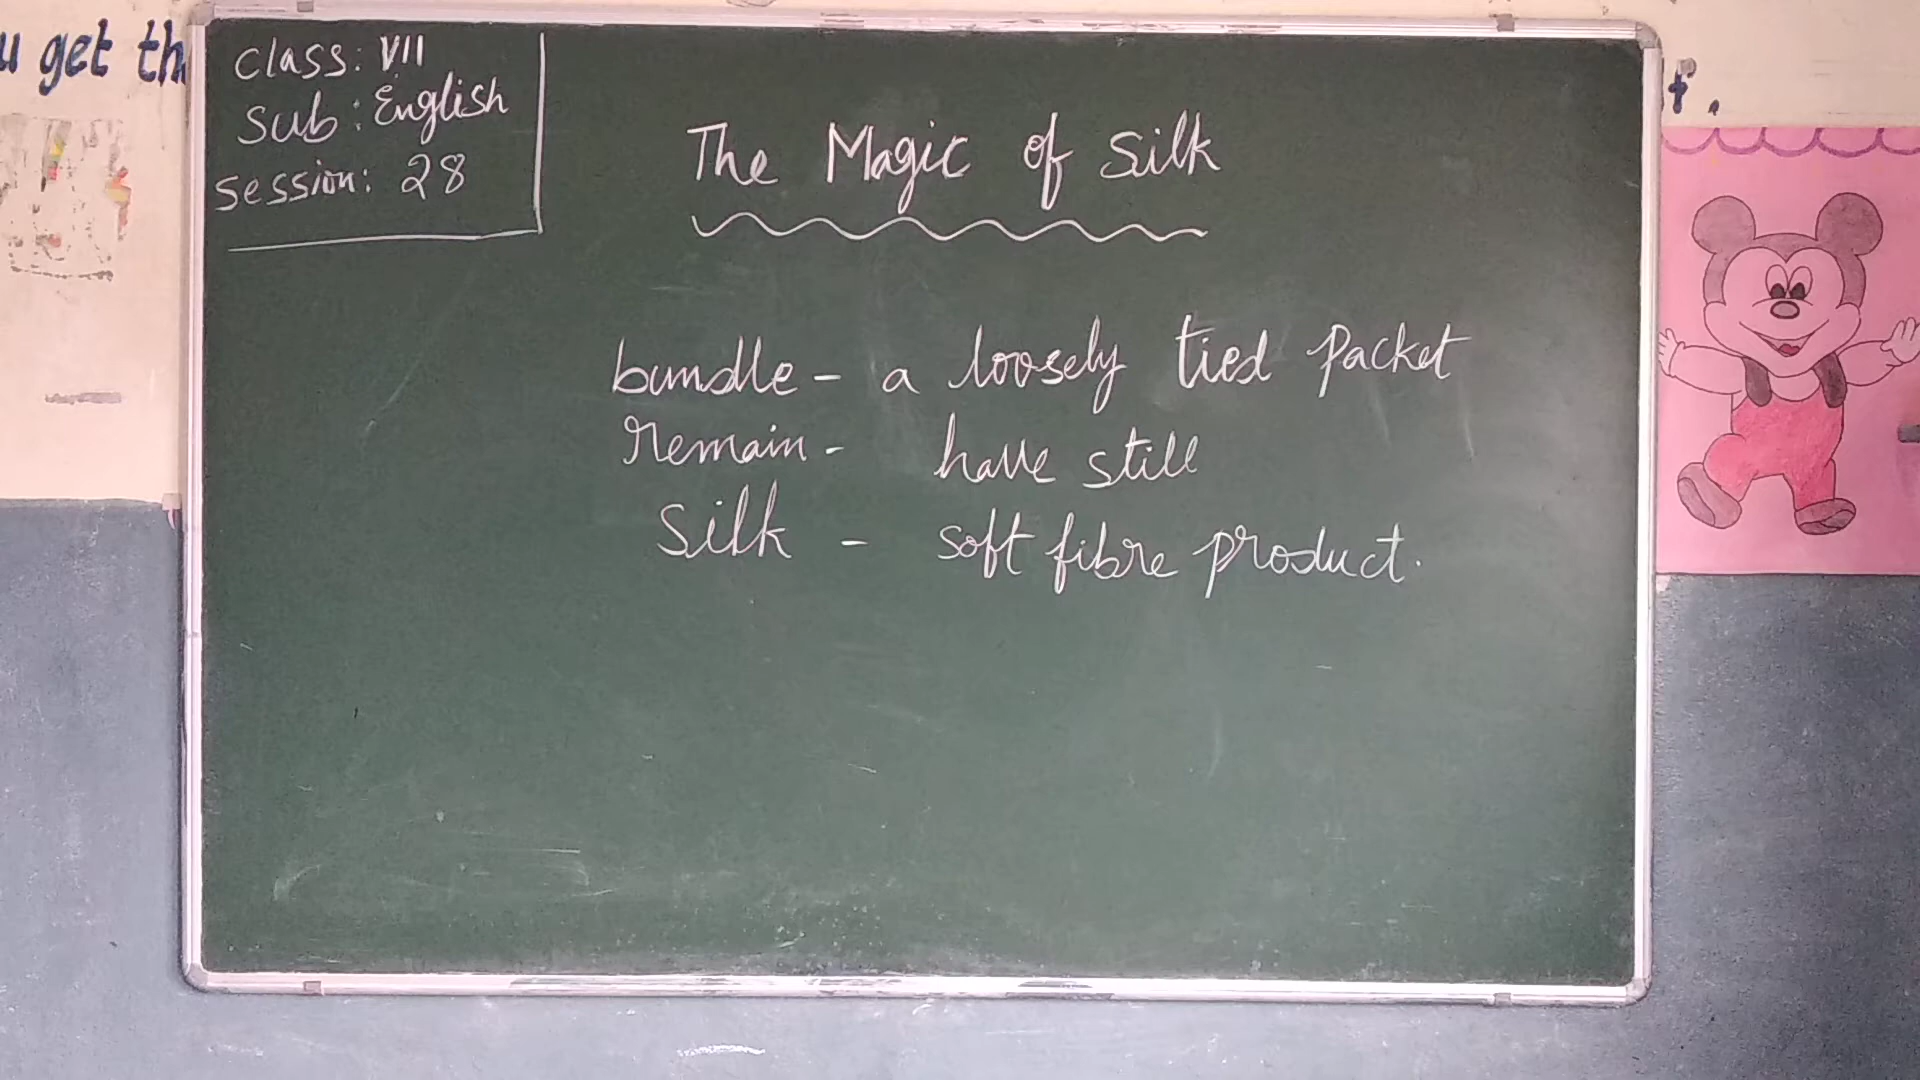 u get th
t.
Class: VII
Sub: English
Session: 28
The Magic of Silk
bundle - a loosely tied packet
remain - have still
Silk - soft fibre product.